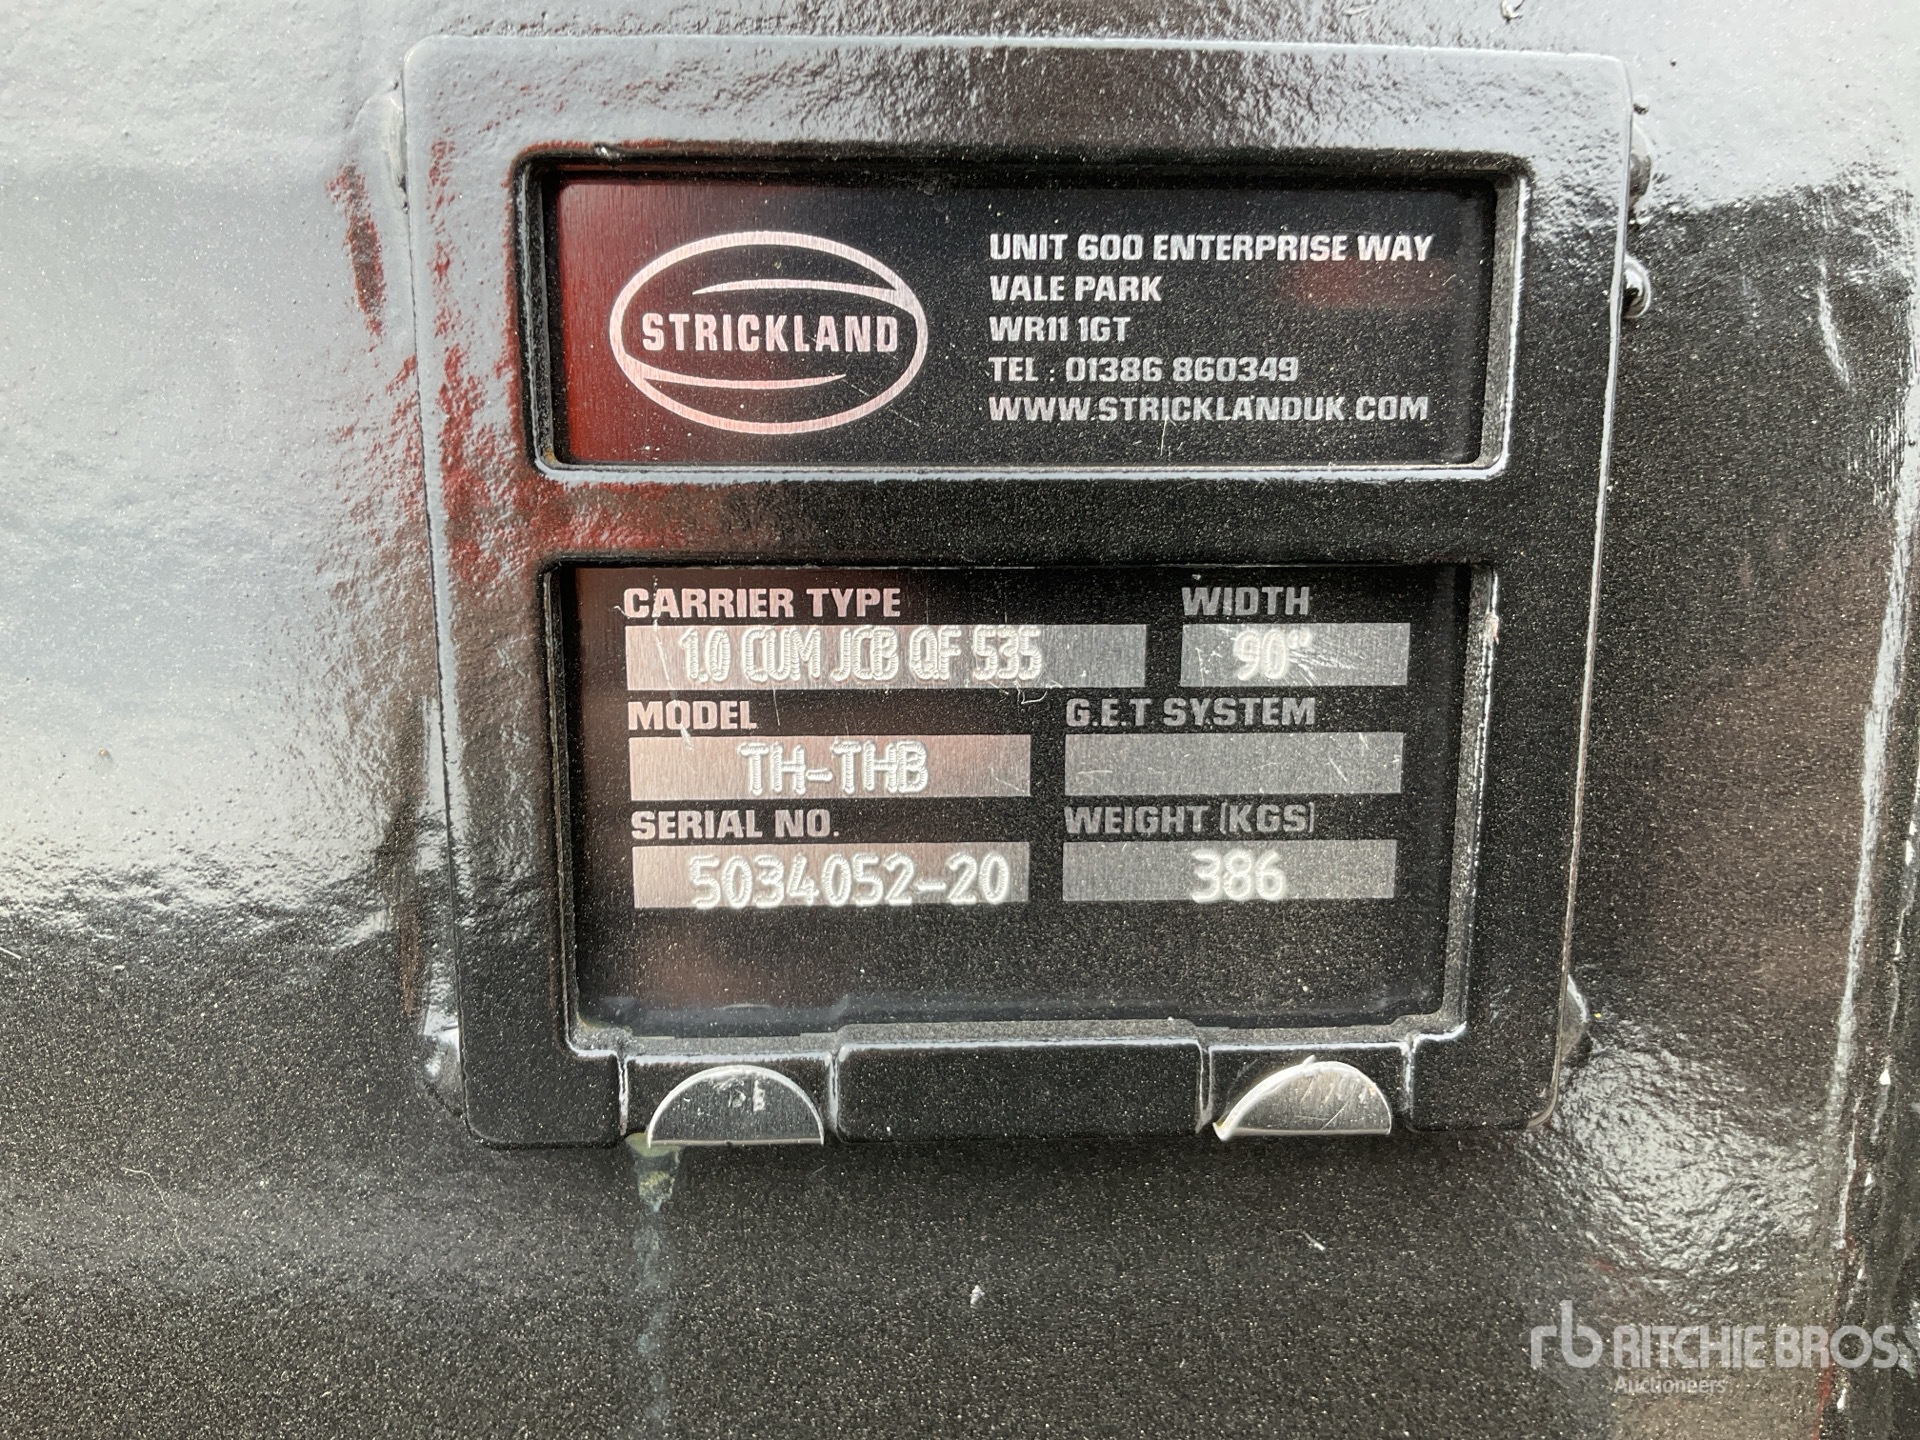 STRICKLAND
UNIT 600 ENTERPRISE WAY
VALE PARK
WR11 1GT
TEL : 01386 860349
WWW.STRICKLANDUK.COM
CARRIER TYPE
1.0 CUM JCB QF 535
WIDTH
90"
MODEL
TH-THB
G.E.T SYSTEM
SERIAL NO.
5034052-20
WEIGHT (KGS)
386
rb RITCHIE BROS.
Auctioneers